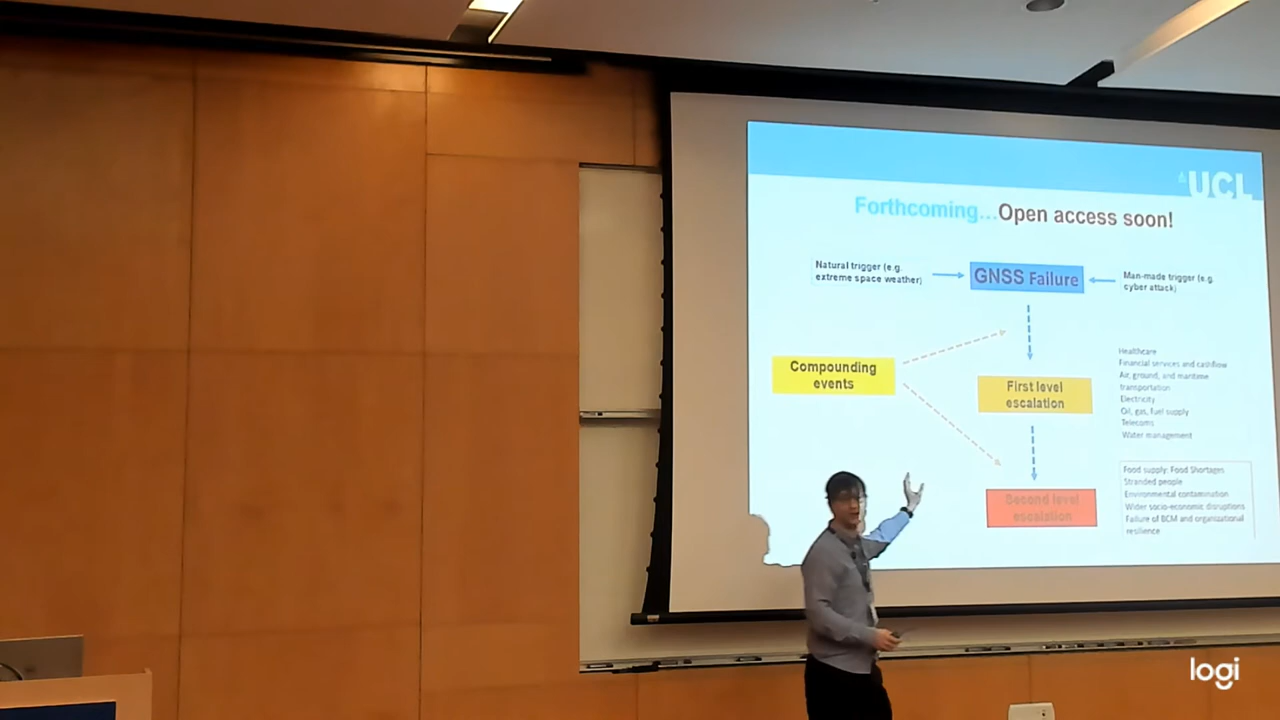 UCL
Forthcoming...Open access soon!
Natural trigger (e.g.
extreme space weather)
GNSS Failure
Man-made trigger (e.g.
cyber attack)
Compounding
events
First level
escalation
Healthcare
Financial services and cashflow
Air, ground, and maritime
transportation
Electricity
Oil, gas, fuel supply
Telecoms
Water management
Second level
escalation
Food supply: Food Shortages
Stranded people
Environmental contamination
Wider socio-economic disruptions
Failure of BCM and organizational
resilience
logi